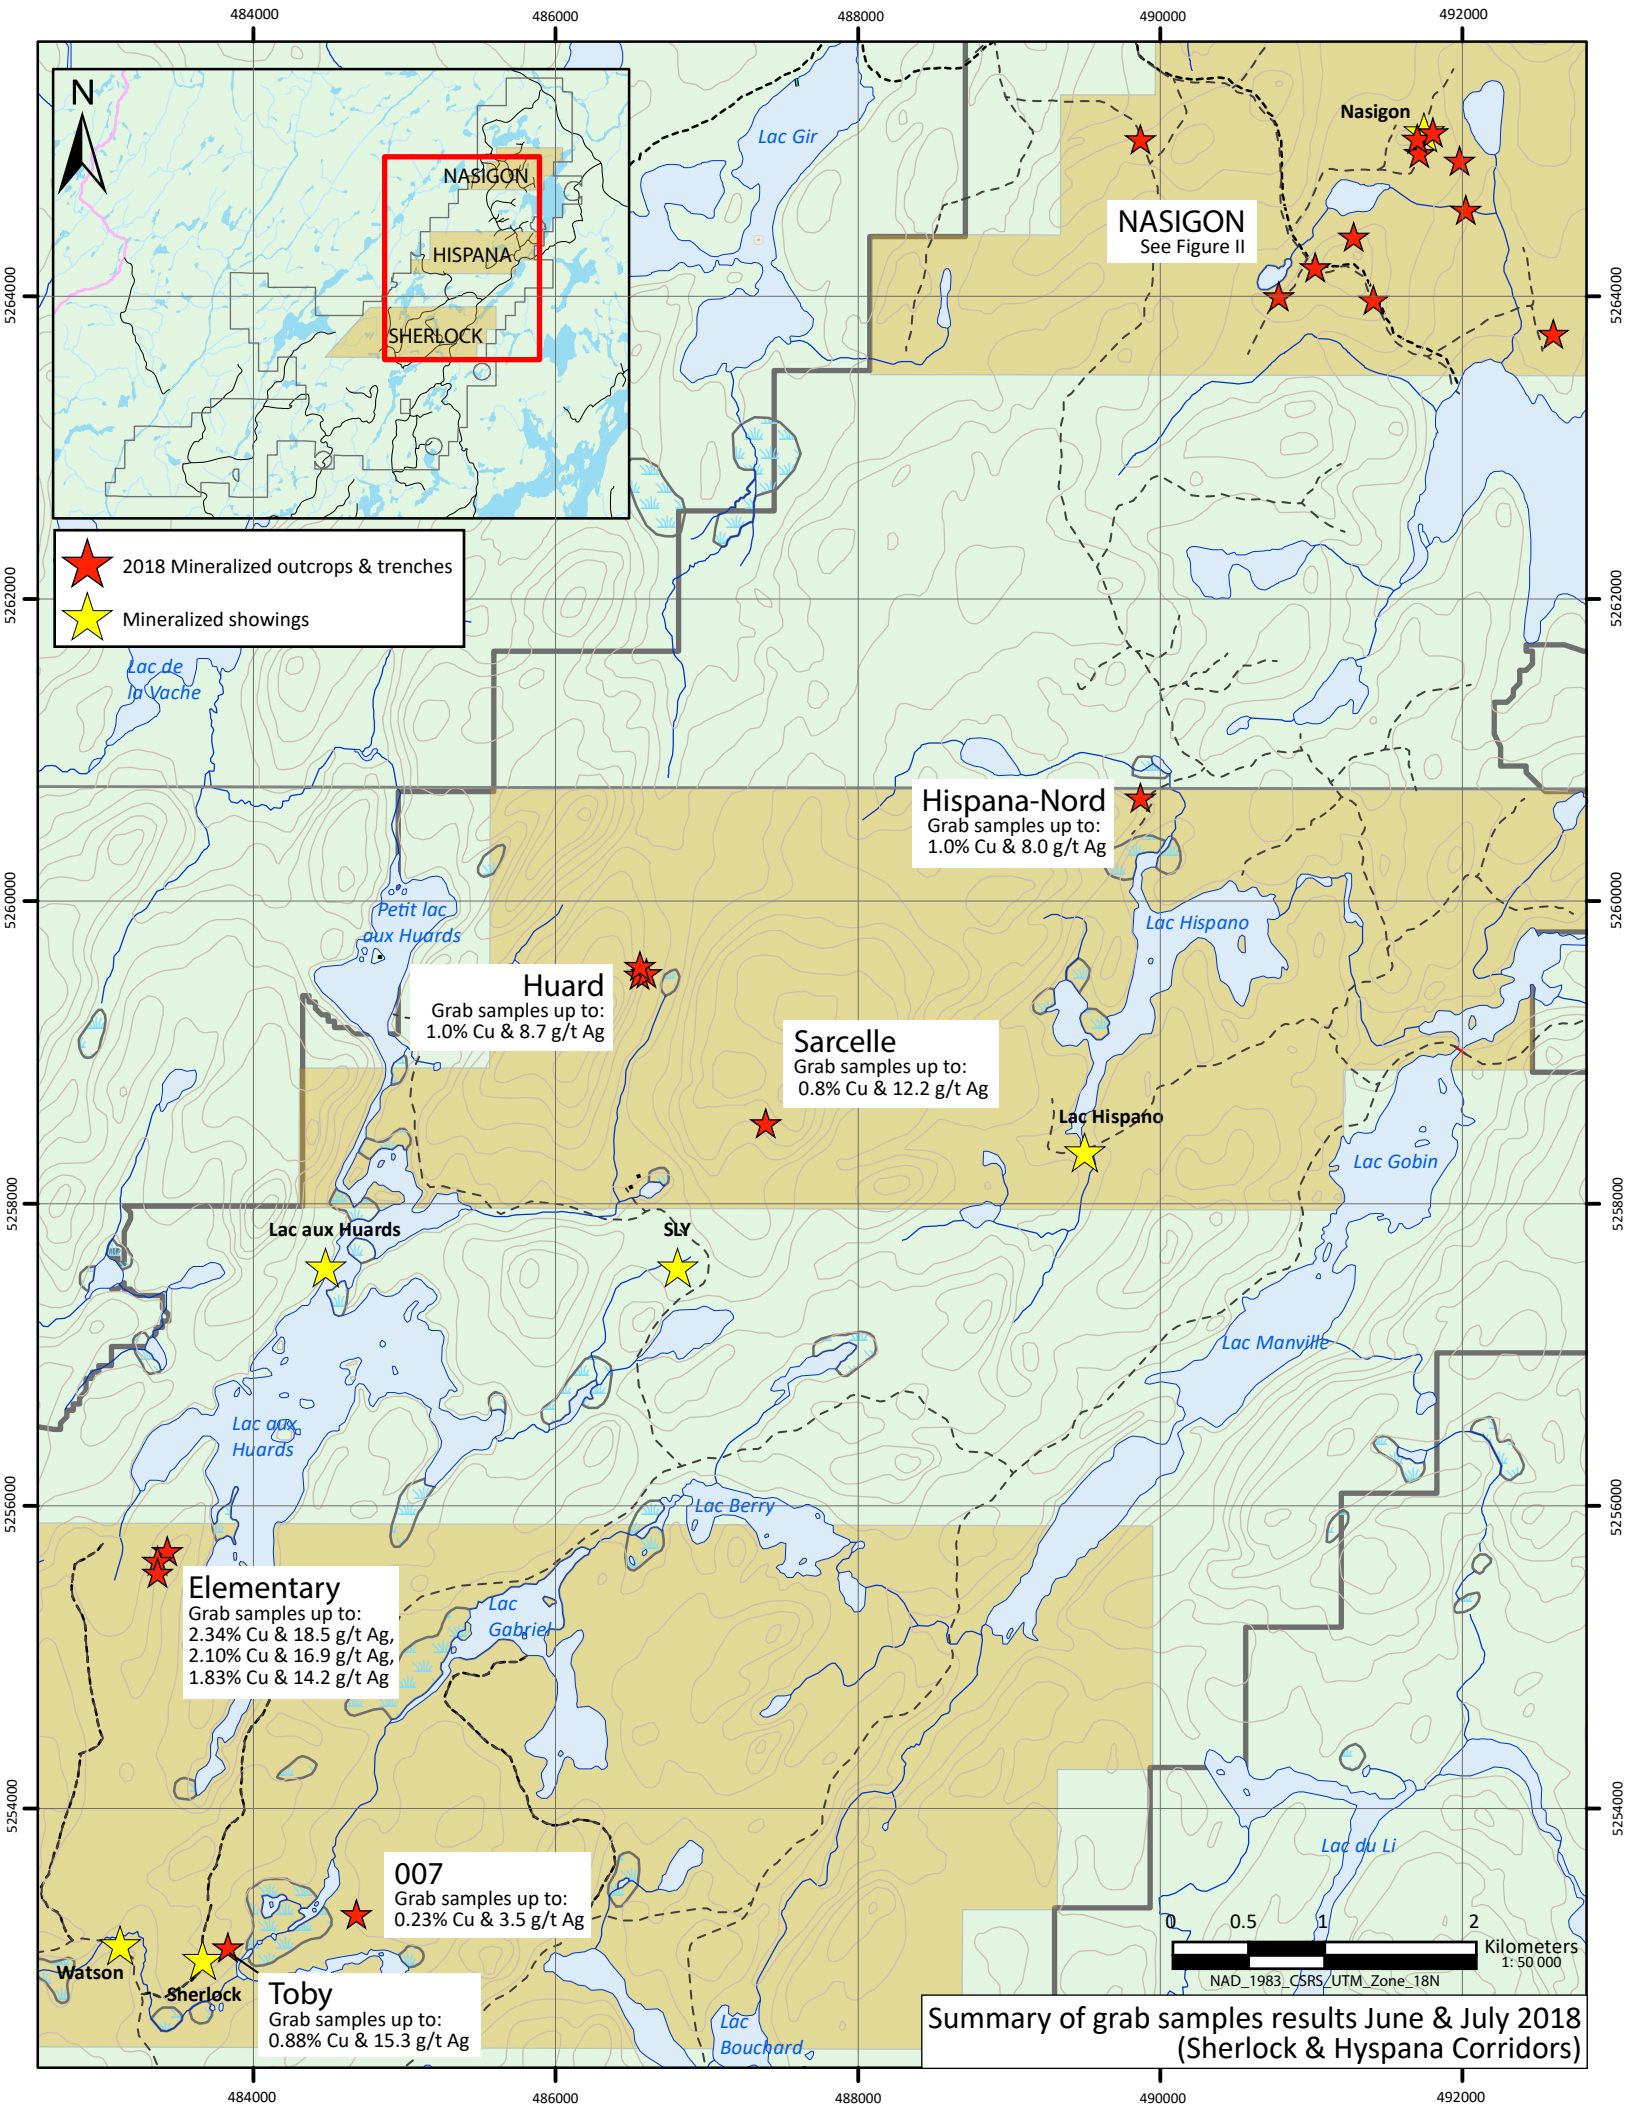 484000
486000
488000
490000
492000
N
NASIGON
HISPANA
SHERLOCK
Lac Gir
Nasigon
NASIGON
See Figure II
5264000
5264000
2018 Mineralized outcrops & trenches
Mineralized showings
5262000
5262000
Lac de
la Vache
Hispana-Nord
Grab samples up to:
1.0% Cu & 8.0 g/t Ag
5260000
5260000
Petit lac
aux Huards
Lac Hispano
Huard
Grab samples up to:
1.0% Cu & 8.7 g/t Ag
Sarcelle
Grab samples up to:
0.8% Cu & 12.2 g/t Ag
Lac Hispano
Lac Gobin
5258000
5258000
Lac aux Huards
SLY
Lac Manville
Lac aux
Huards
5256000
5256000
Lac Berry
Elementary
Grab samples up to:
2.34% Cu & 18.5 g/t Ag,
2.10% Cu & 16.9 g/t Ag,
1.83% Cu & 14.2 g/t Ag
Lac
Gabriel
5254000
5254000
Lac du Li
007
Grab samples up to:
0.23% Cu & 3.5 g/t Ag
0 0.5 1 2
Kilometers
1: 50 000
NAD_1983_CSRS_UTM_Zone_18N
Watson
Sherlock
Toby
Grab samples up to:
0.88% Cu & 15.3 g/t Ag
Lac
Bouchard
Summary of grab samples results June & July 2018
(Sherlock & Hyspana Corridors)
484000
486000
488000
490000
492000